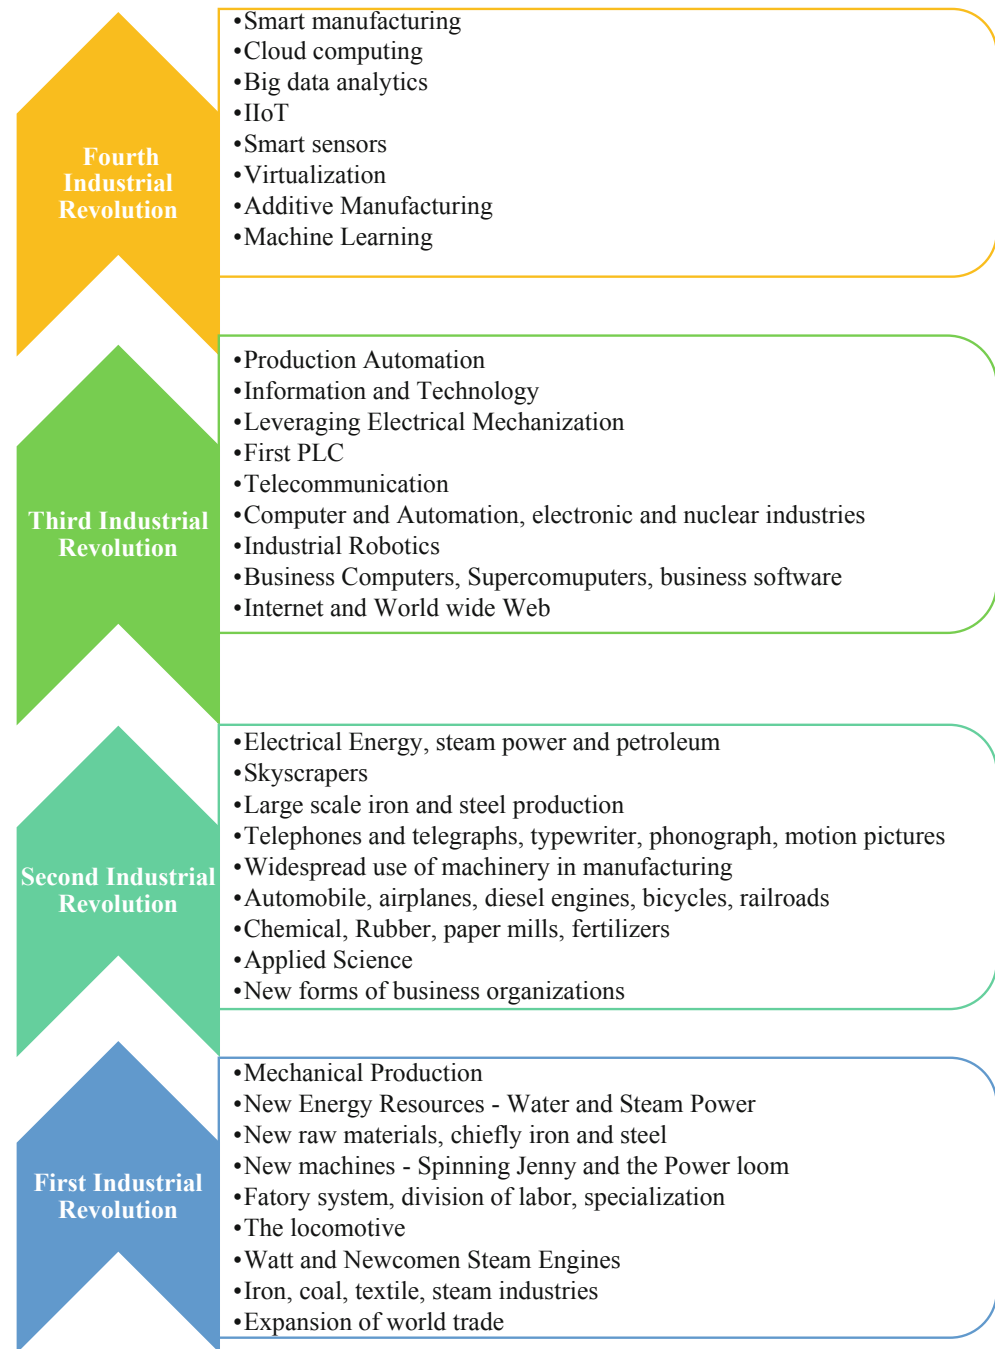 Fourth
Industrial
Revolution
•Smart manufacturing
•Cloud computing
•Big data analytics
•IIoT
•Smart sensors
•Virtualization
•Additive Manufacturing
•Machine Learning
Third Industrial
Revolution
•Production Automation
•Information and Technology
•Leveraging Electrical Mechanization
•First PLC
•Telecommunication
•Computer and Automation, electronic and nuclear industries
•Industrial Robotics
•Business Computers, Supercomuputers, business software
•Internet and World wide Web
Second Industrial
Revolution
•Electrical Energy, steam power and petroleum
•Skyscrapers
•Large scale iron and steel production
•Telephones and telegraphs, typewriter, phonograph, motion pictures
•Widespread use of machinery in manufacturing
•Automobile, airplanes, diesel engines, bicycles, railroads
•Chemical, Rubber, paper mills, fertilizers
•Applied Science
•New forms of business organizations
First Industrial
Revolution
•Mechanical Production
•New Energy Resources - Water and Steam Power
•New raw materials, chiefly iron and steel
•New machines - Spinning Jenny and the Power loom
•Fatory system, division of labor, specialization
•The locomotive
•Watt and Newcomen Steam Engines
•Iron, coal, textile, steam industries
•Expansion of world trade